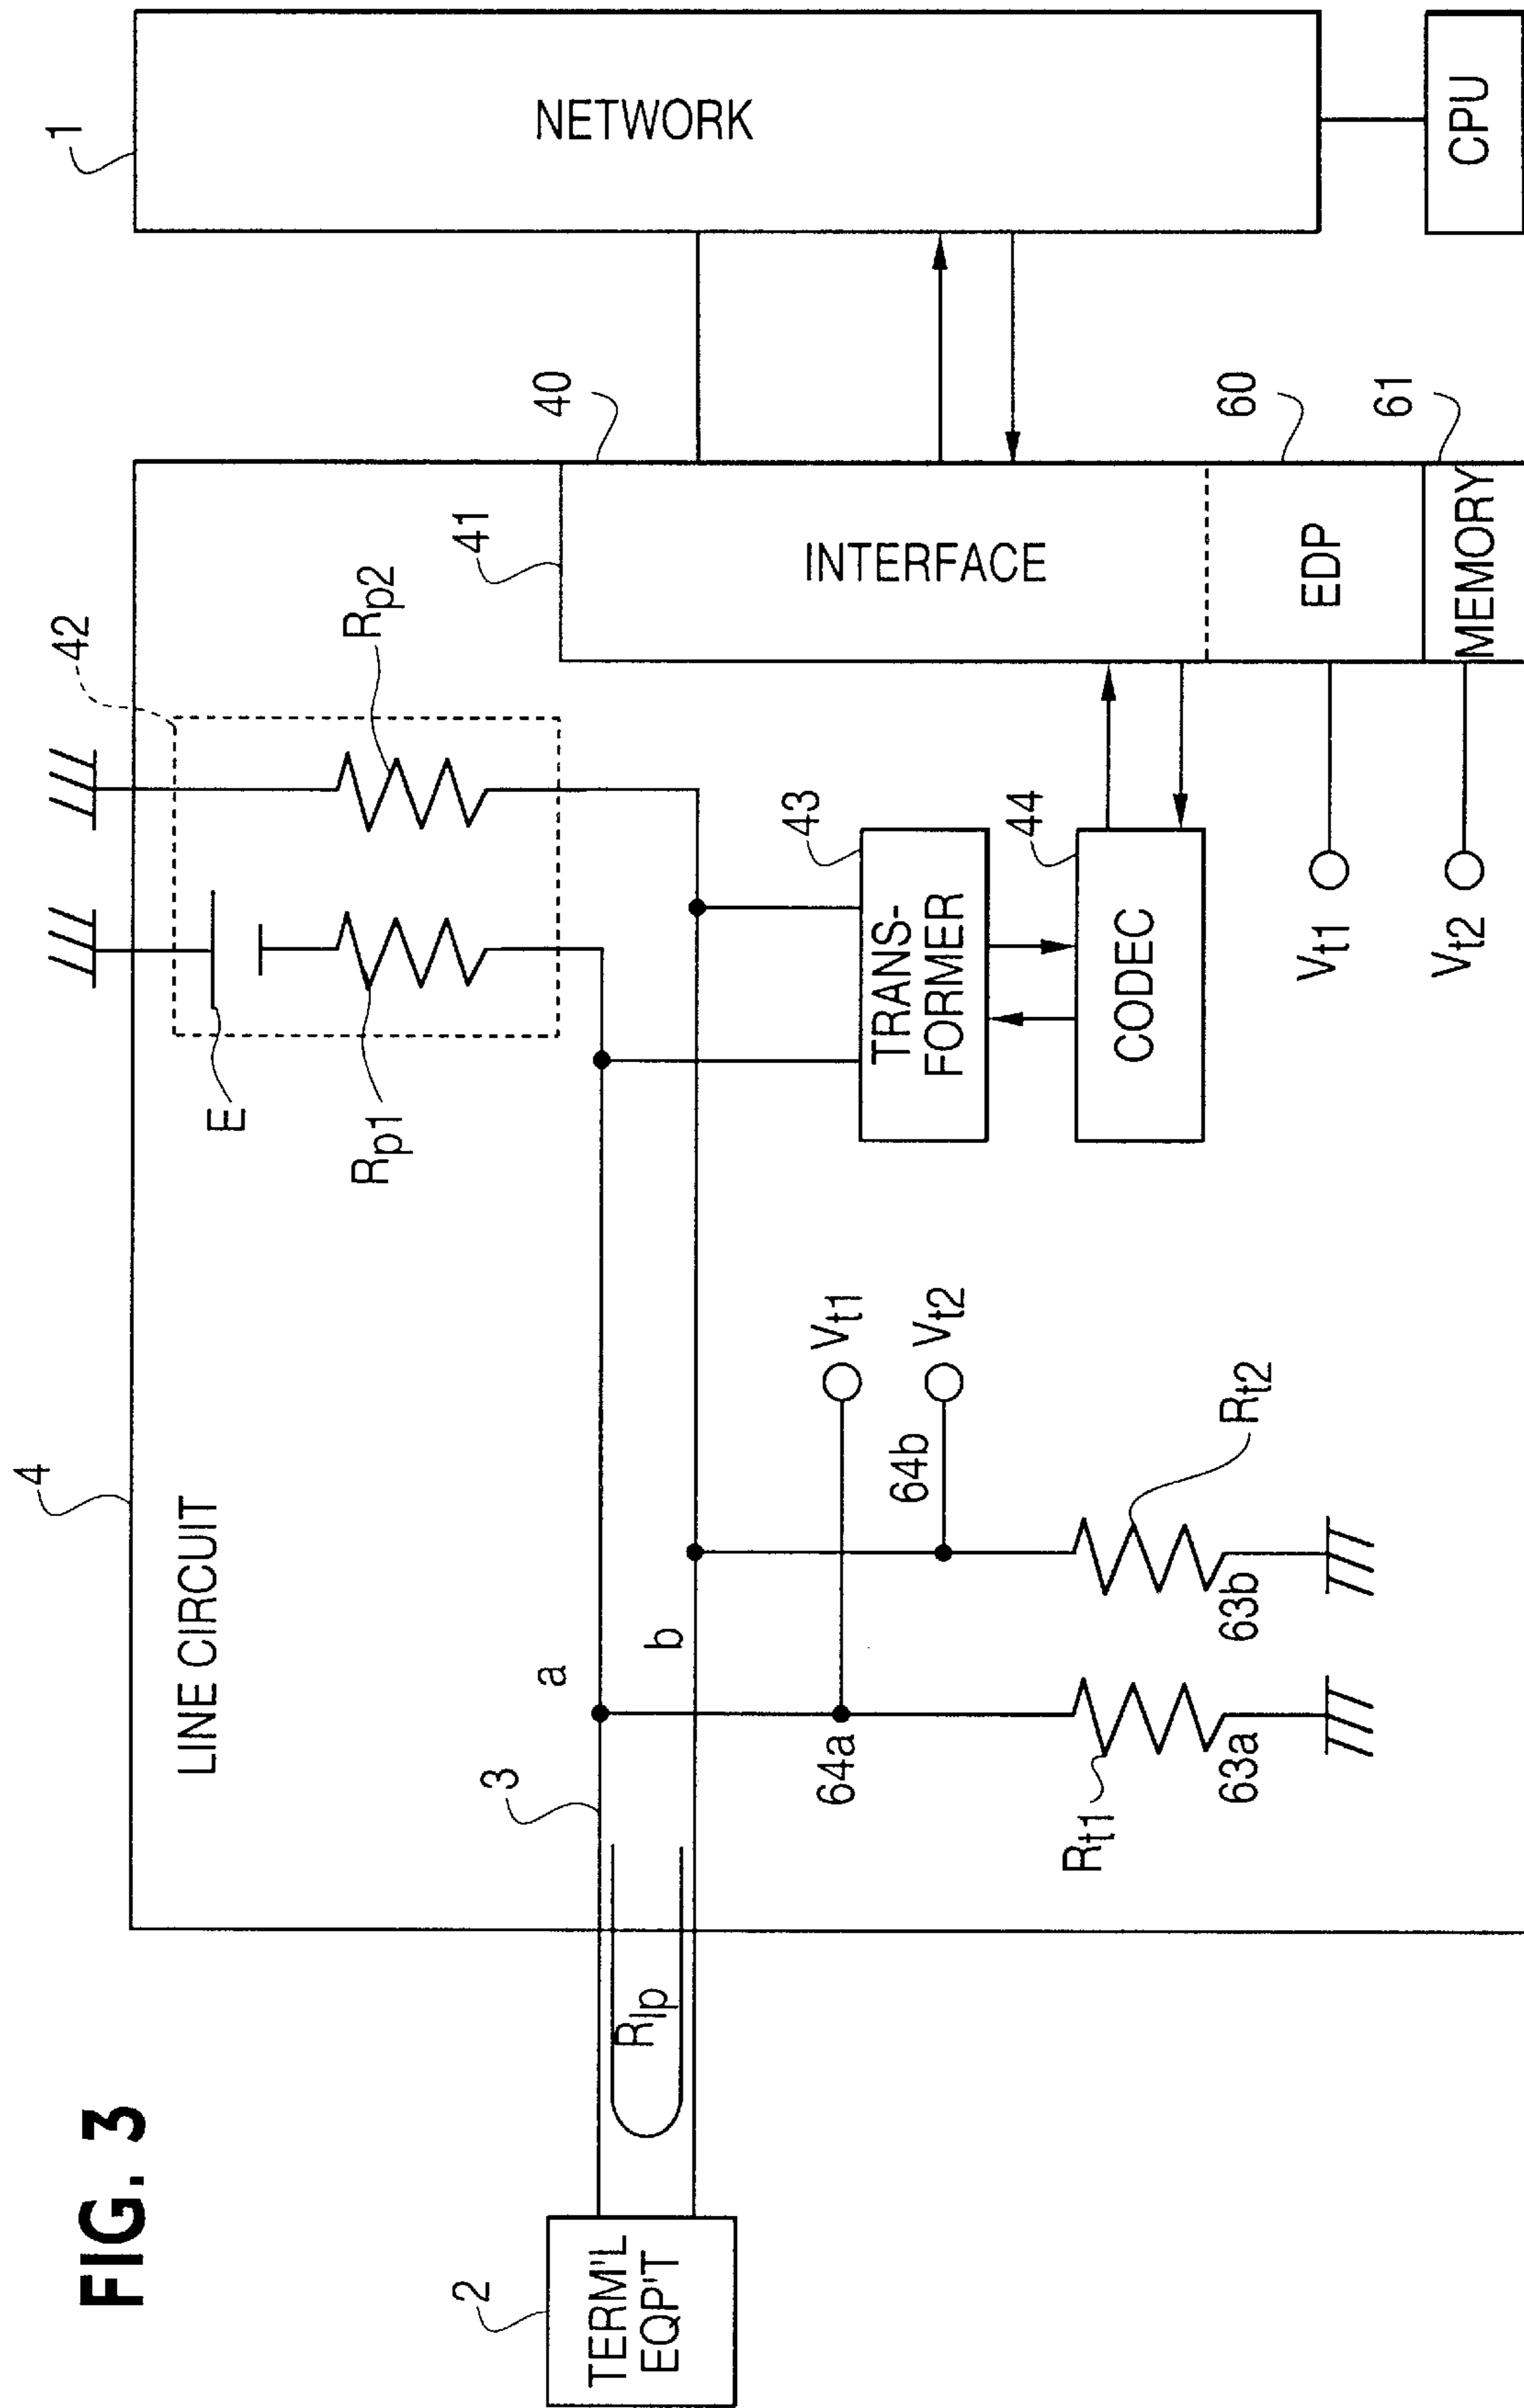 FIG. 3
4
LINE CIRCUIT
42
E
Rp1
Rp2
1
NETWORK
CPU
2
TERM'L
EQP'T
3
Rlp
a
b
64a
64b
Vt1
Vt2
Rt1
63a
63b
Rt2
43
TRANS-
FORMER
44
CODEC
41
40
INTERFACE
60
EDP
61
MEMORY
Vt1
Vt2